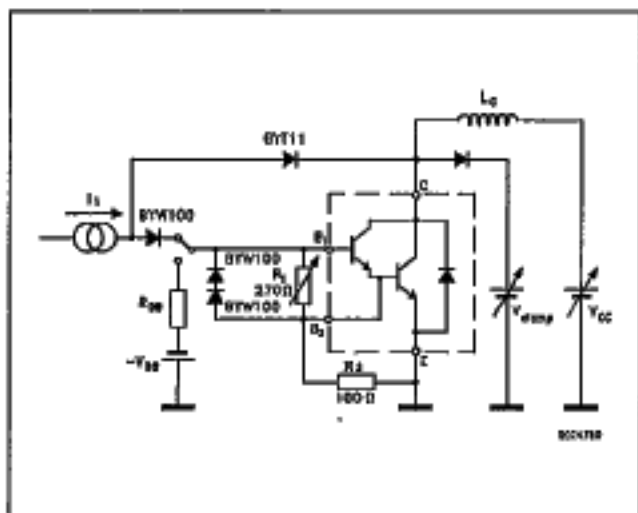 LC
BYT11
I1
C
BYW100
B1
BYW100
R1
270Ω
BYW100
RBB
Vclamp
VCC
B2
-VBB
R2
E
100Ω